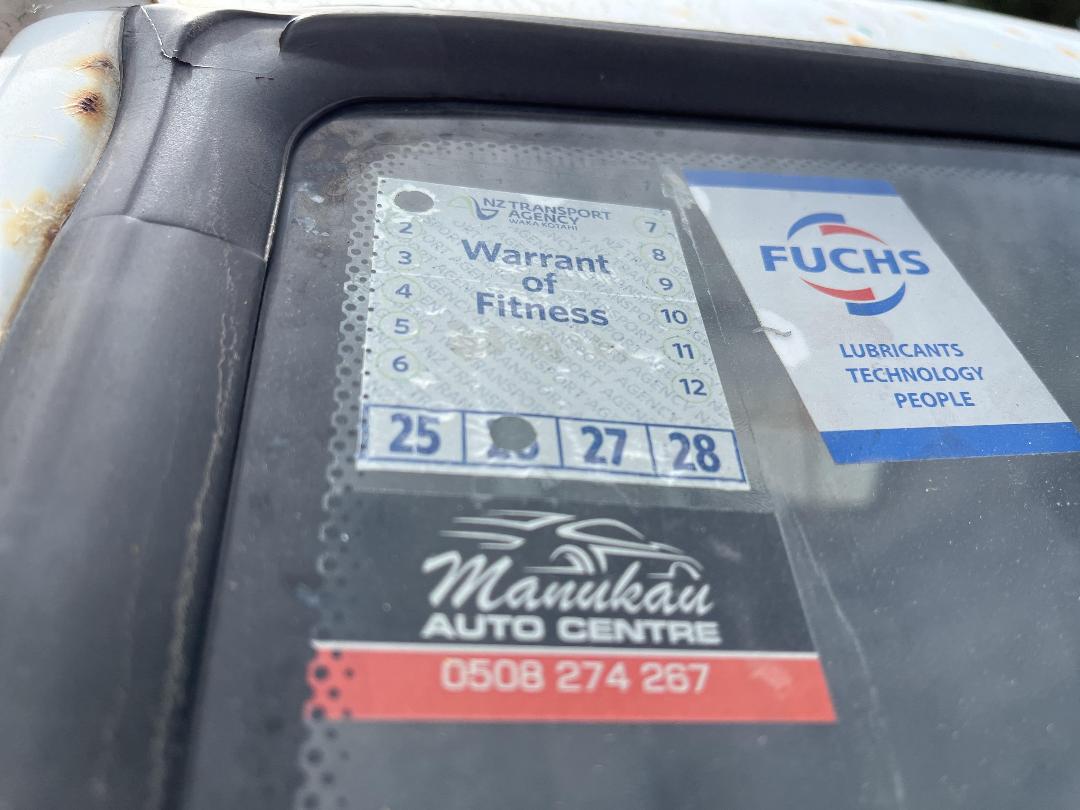 NZ TRANSPORT
AGENCY
WAKA KOTAHI
Warrant
of
Fitness
2
3
4
5
6
7
8
9
10
11
12
25 27 28
FUCHS
LUBRICANTS
TECHNOLOGY
PEOPLE
Manukau
AUTO CENTRE
0508 274 267